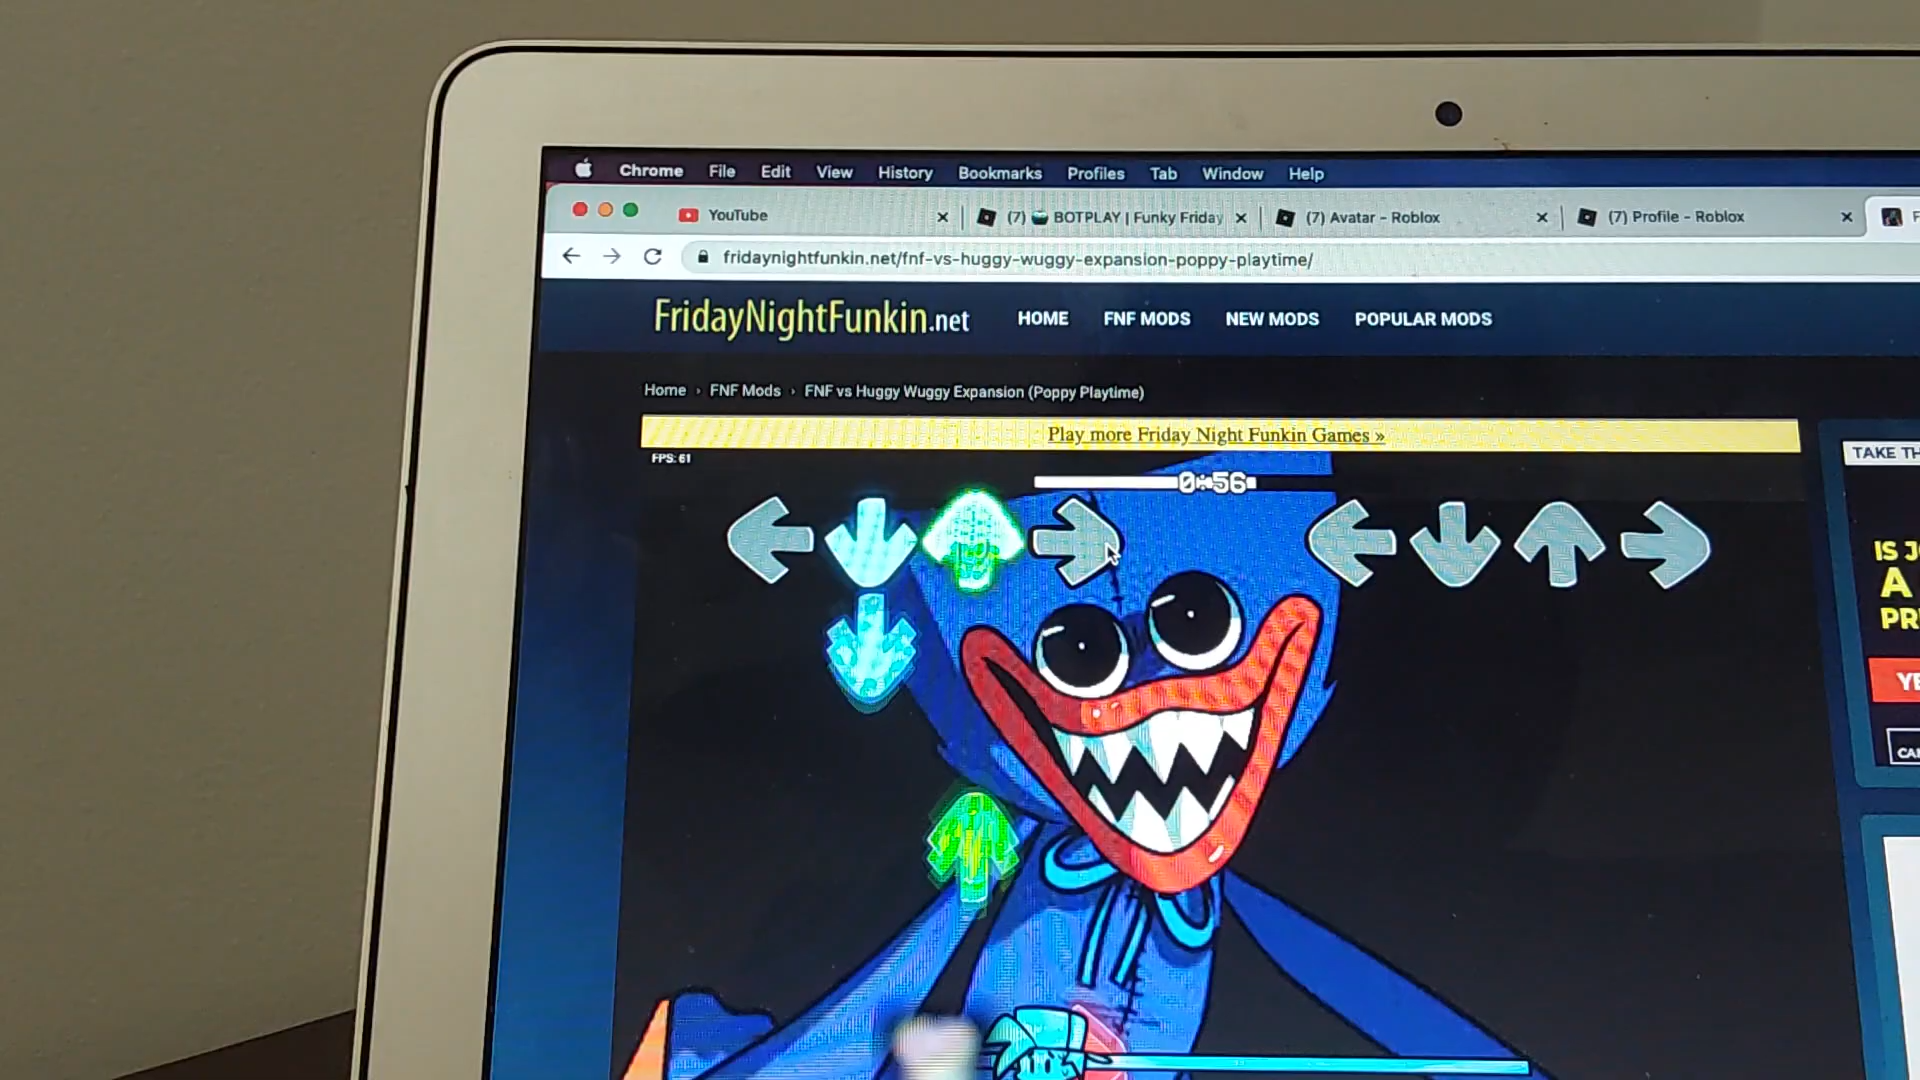 Chrome File Edit View History Bookmarks Profiles Tab Window Help
YouTube (7) BOTPLAY | Funky Friday (7) Avatar - Roblox (7) Profile - Roblox
fridaynightfunkin.net/fnf-vs-huggy-wuggy-expansion-poppy-playtime/
FridayNightFunkin.net HOME FNF MODS NEW MODS POPULAR MODS
Home › FNF Mods › FNF vs Huggy Wuggy Expansion (Poppy Playtime)
Play more Friday Night Funkin Games »
FPS: 61
0:56
TAKE TH
IS J
A
PR
YE
CA